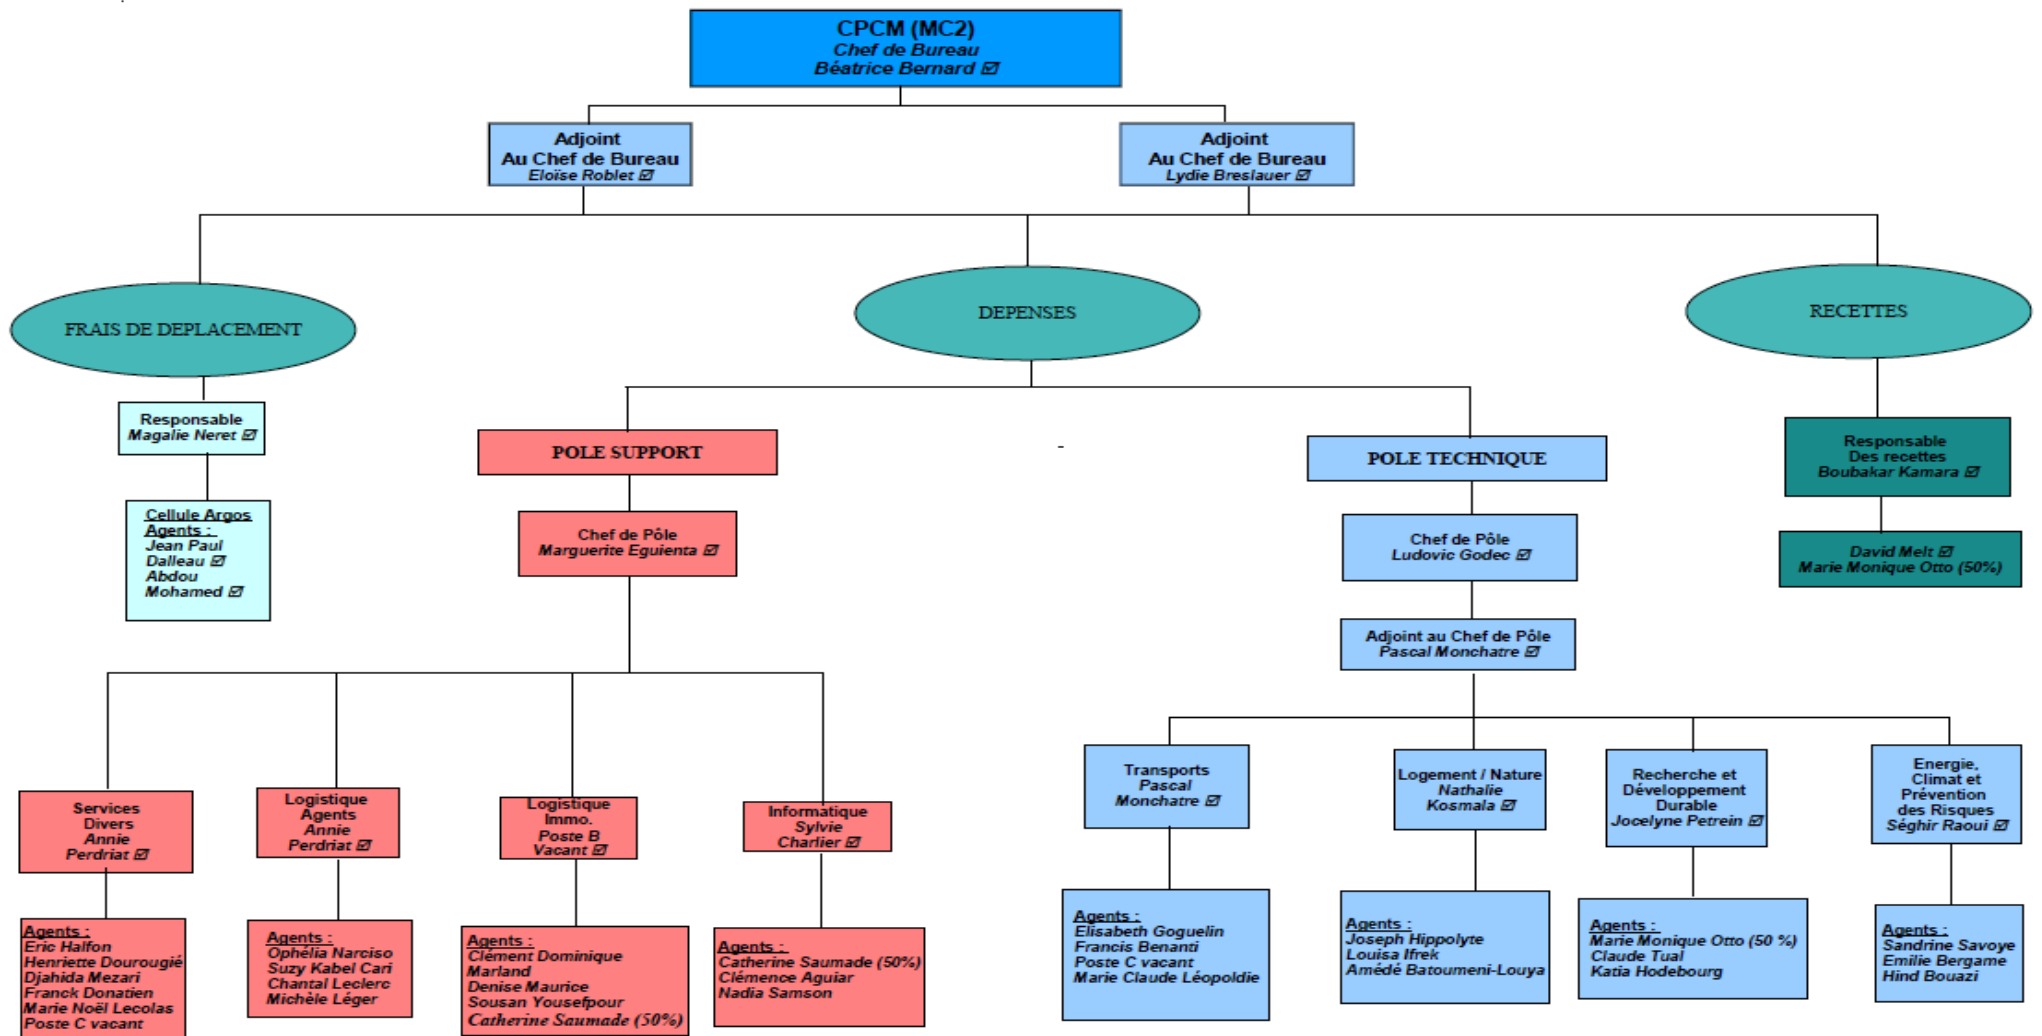 CPCM (MC2)
Chef de Bureau
Béatrice Bernard ☑
Adjoint
Au Chef de Bureau
Eloïse Roblet ☑
Adjoint
Au Chef de Bureau
Lydie Breslauer ☑
FRAIS DE DEPLACEMENT
DEPENSES
RECETTES
Responsable
Magalie Neret ☑
Cellule Argos
Agents :
Jean Paul
Dalleau ☑
Abdou
Mohamed ☑
POLE SUPPORT
Chef de Pôle
Marguerite Eguienta ☑
-
POLE TECHNIQUE
Chef de Pôle
Ludovic Godec ☑
Adjoint au Chef de Pôle
Pascal Monchatre ☑
Responsable
Des recettes
Boubakar Kamara ☑
David Melt ☑
Marie Monique Otto (50%)
Services
Divers
Annie
Perdriat ☑
Logistique
Agents
Annie
Perdriat ☑
Logistique
Immo.
Poste B
Vacant ☑
Informatique
Sylvie
Charlier ☑
Transports
Pascal
Monchatre ☑
Logement / Nature
Nathalie
Kosmala ☑
Recherche et
Développement
Durable
Jocelyne Petrein ☑
Energie,
Climat et
Prévention
des Risques
Séghir Raoui ☑
Agents :
Eric Halfon
Henriette Dourougié
Djahida Mezari
Franck Donatien
Marie Noël Lecolas
Poste C vacant
Agents :
Ophélia Narciso
Suzy Kabel Cari
Chantal Leclerc
Michèle Léger
Agents :
Clément Dominique
Marland
Denise Maurice
Sousan Yousefpour
Catherine Saumade (50%)
Agents :
Catherine Saumade (50%)
Clémence Aguiar
Nadia Samson
Agents :
Elisabeth Goguelin
Francis Benanti
Poste C vacant
Marie Claude Léopoldie
Agents :
Joseph Hippolyte
Louisa Ifrek
Amédé Batoumeni-Louya
Agents :
Marie Monique Otto (50 %)
Claude Tual
Katia Hodebourg
Agents :
Sandrine Savoye
Emilie Bergame
Hind Bouazi